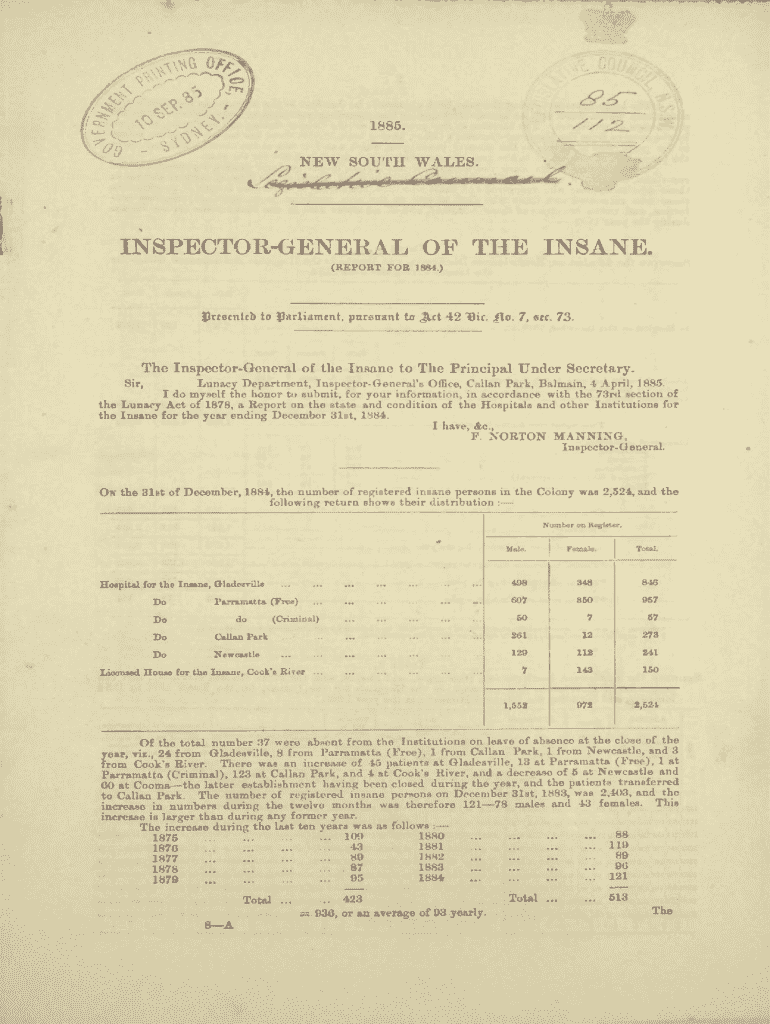 GOVERNMENT PRINTING OFFICE,
10 SEP. 85
- SYDNEY. -
COUNCIL N.S.W.
85
112
1885.
NEW SOUTH WALES.
Legislative Council.
INSPECTOR-GENERAL OF THE INSANE.
(REPORT FOR 1884.)
Presented to Parliament, pursuant to Act 42 Vic. No. 7, sec. 73.
The Inspector-General of the Insane to The Principal Under Secretary.
Sir, Lunacy Department, Inspector-General's Office, Callan Park, Balmain, 4 April, 1885.
I do myself the honor to submit, for your information, in accordance with the 73rd section of
the Lunacy Act of 1878, a Report on the state and condition of the Hospitals and other Institutions for
the Insane for the year ending December 31st, 1884.
I have, &c.,
F. NORTON MANNING,
Inspector-General.
On the 31st of December, 1884, the number of registered insane persons in the Colony was 2,524, and the
following return shows their distribution :—
Number on Register.
Male. Female. Total.
Hospital for the Insane, Gladesville ... ... ... ... ... ... 498 348 846
Do Parramatta (Free) ... ... ... ... ... 607 350 957
Do do (Criminal) ... ... ... ... ... 50 7 57
Do Callan Park ... ... ... ... ... 261 12 273
Do Newcastle ... ... ... ... ... 129 112 241
Licensed House for the Insane, Cook's River ... ... ... ... ... ... 7 143 150
1,552 972 2,524
Of the total number 37 were absent from the Institutions on leave of absence at the close of the
year, viz., 24 from Gladesville, 8 from Parramatta (Free), 1 from Callan Park, 1 from Newcastle, and 3
from Cook's River. There was an increase of 45 patients at Gladesville, 13 at Parramatta (Free), 1 at
Parramatta (Criminal), 123 at Callan Park, and 4 at Cook's River, and a decrease of 5 at Newcastle and
60 at Cooma—the latter establishment having been closed during the year, and the patients transferred
to Callan Park. The number of registered insane persons on December 31st, 1883, was 2,403, and the
increase in numbers during the twelve months was therefore 121—78 males and 43 females. This
increase is larger than during any former year.
The increase during the last ten years was as follows :—
1875 ... ... ... ... 109 1880 ... ... ... ... 88
1876 ... ... ... ... 43 1881 ... ... ... ... 119
1877 ... ... ... ... 89 1882 ... ... ... ... 89
1878 ... ... ... ... 87 1883 ... ... ... ... 96
1879 ... ... ... ... 95 1884 ... ... ... ... 121
Total ... .. 423 Total ... ... 513
= 936, or an average of 93 yearly.
The
8—A